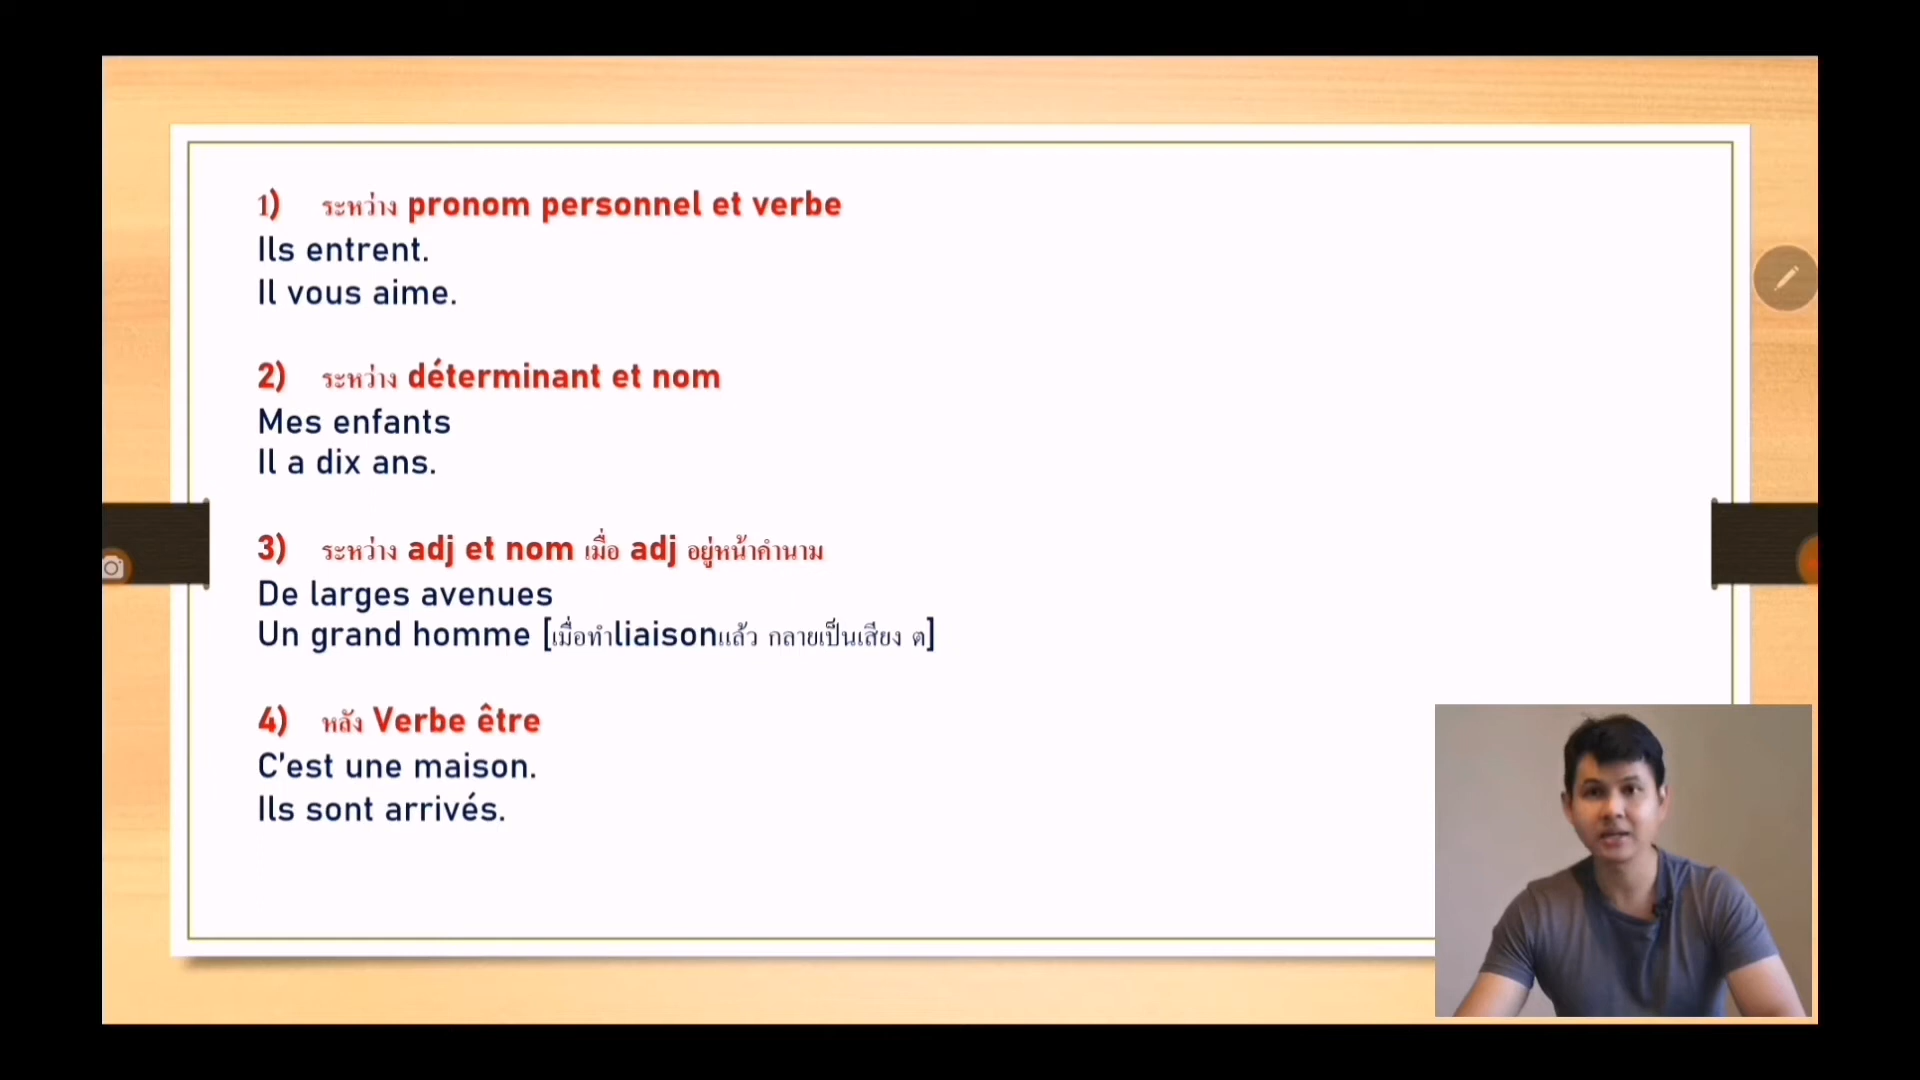 1) ระหว่าง pronom personnel et verbe
Ils entrent.
Il vous aime.
2) ระหว่าง déterminant et nom
Mes enfants
Il a dix ans.
3) ระหว่าง adj et nom เมื่อ adj อยู่หน้าคำนาม
De larges avenues
Un grand homme [เมื่อทำliaisonแล้ว กลายเป็นเสียง ต]
4) หลัง Verbe être
C’est une maison.
Ils sont arrivés.